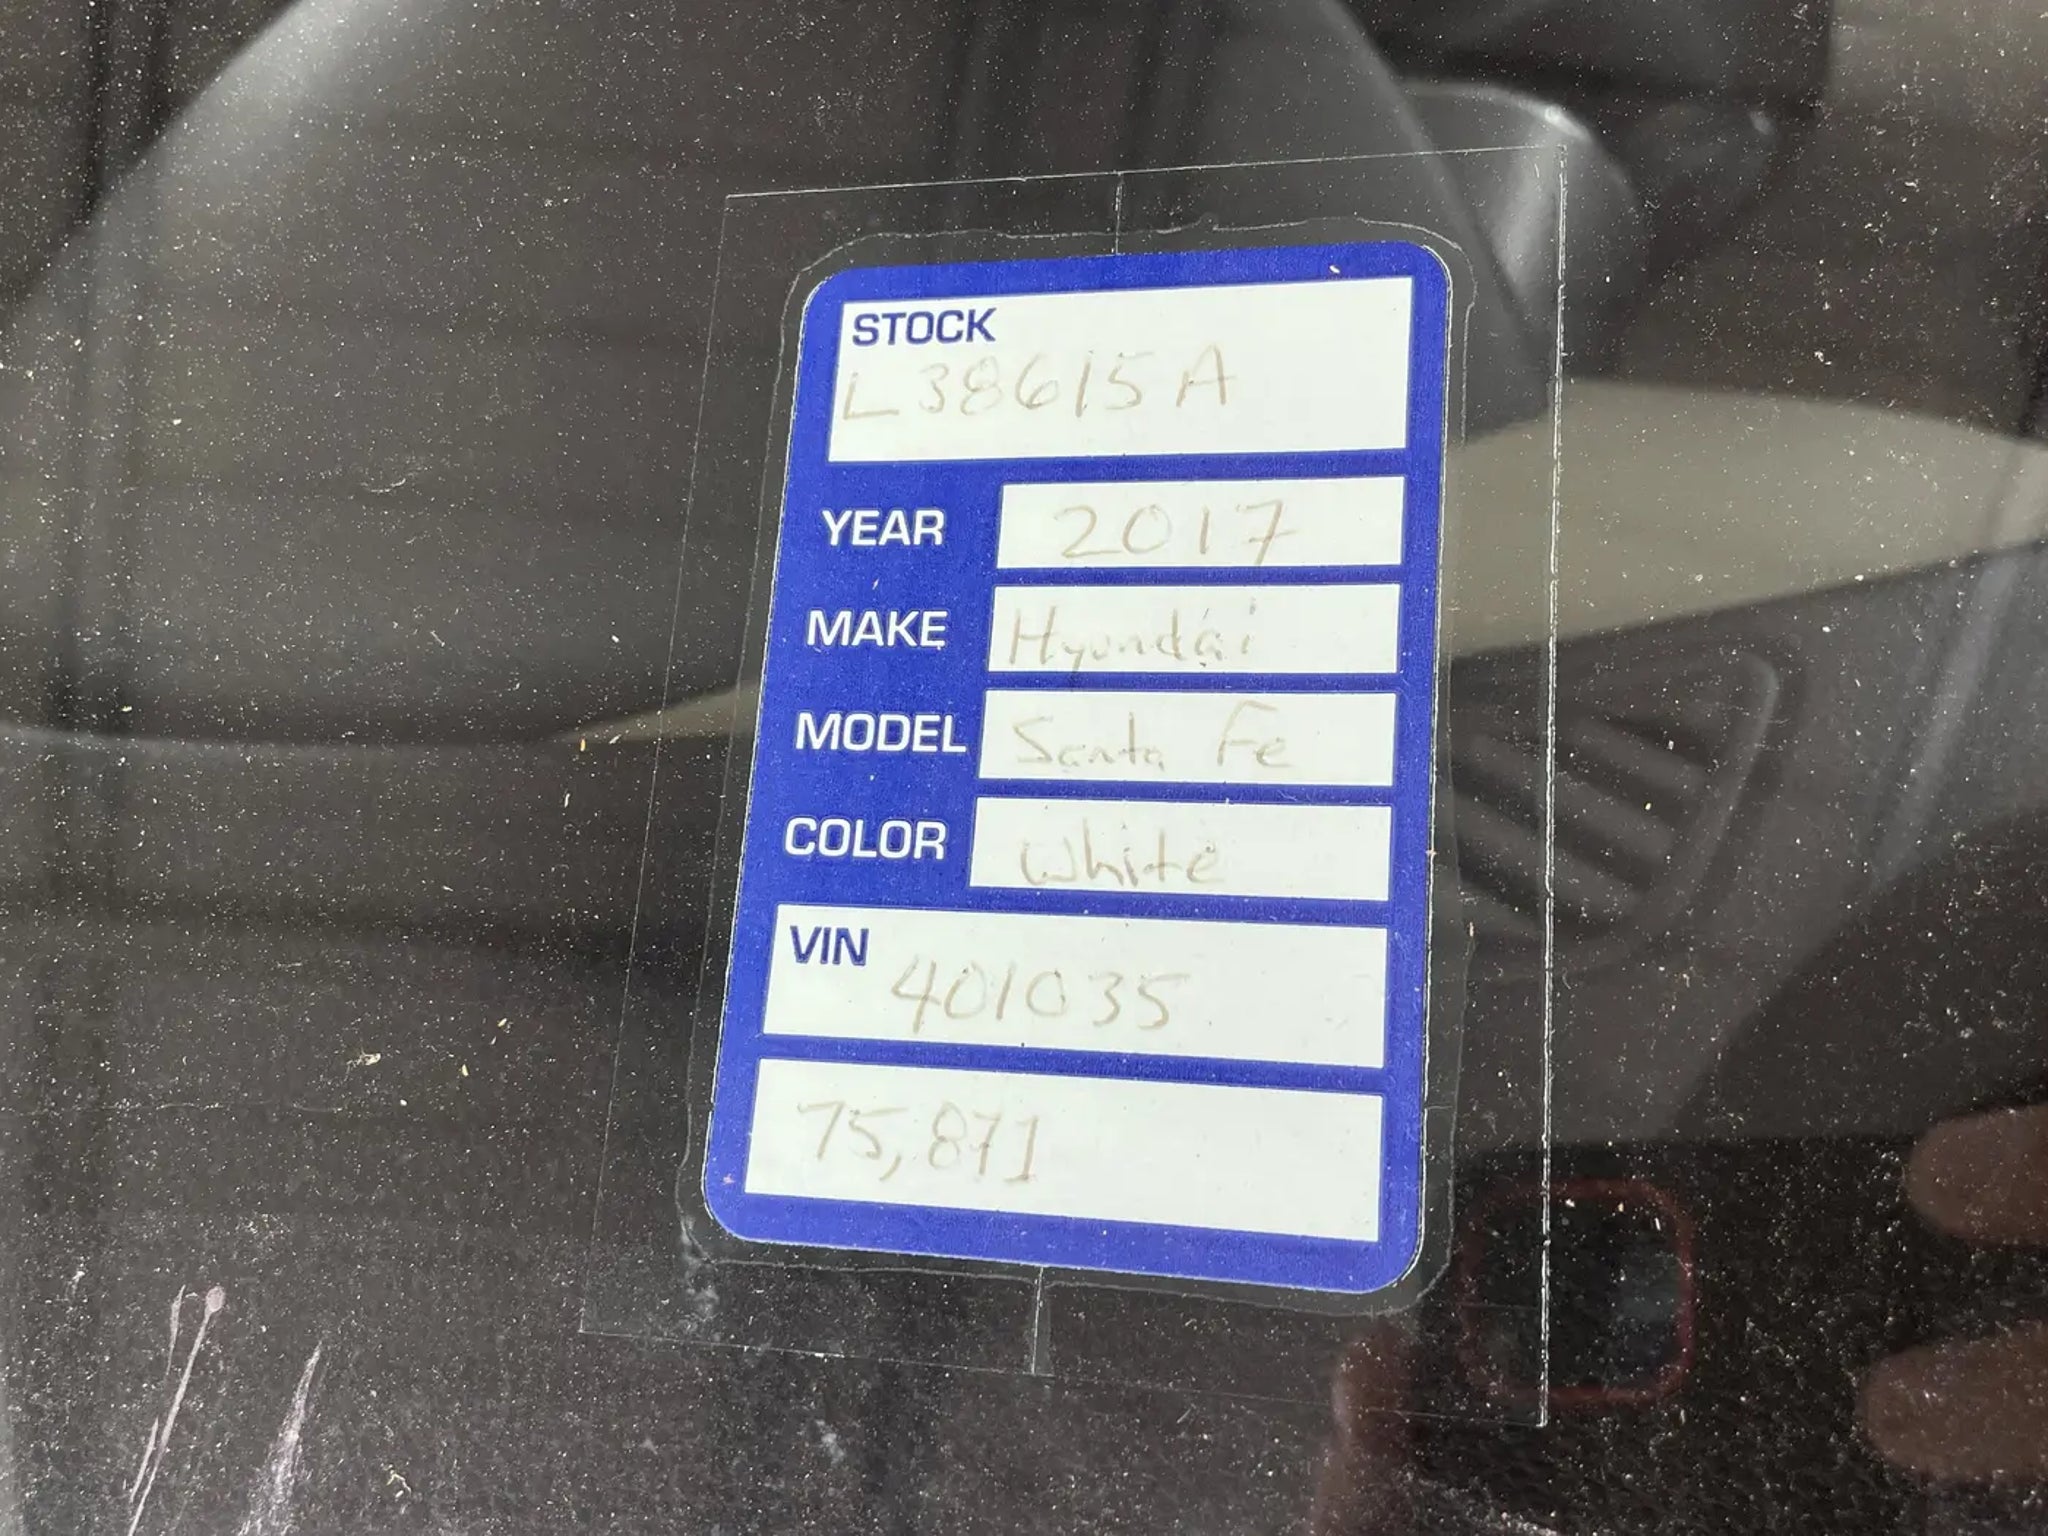 STOCK
L38615A
YEAR 2017
MAKE Hyundai
MODEL Santa Fe
COLOR White
VIN 401035
75,871